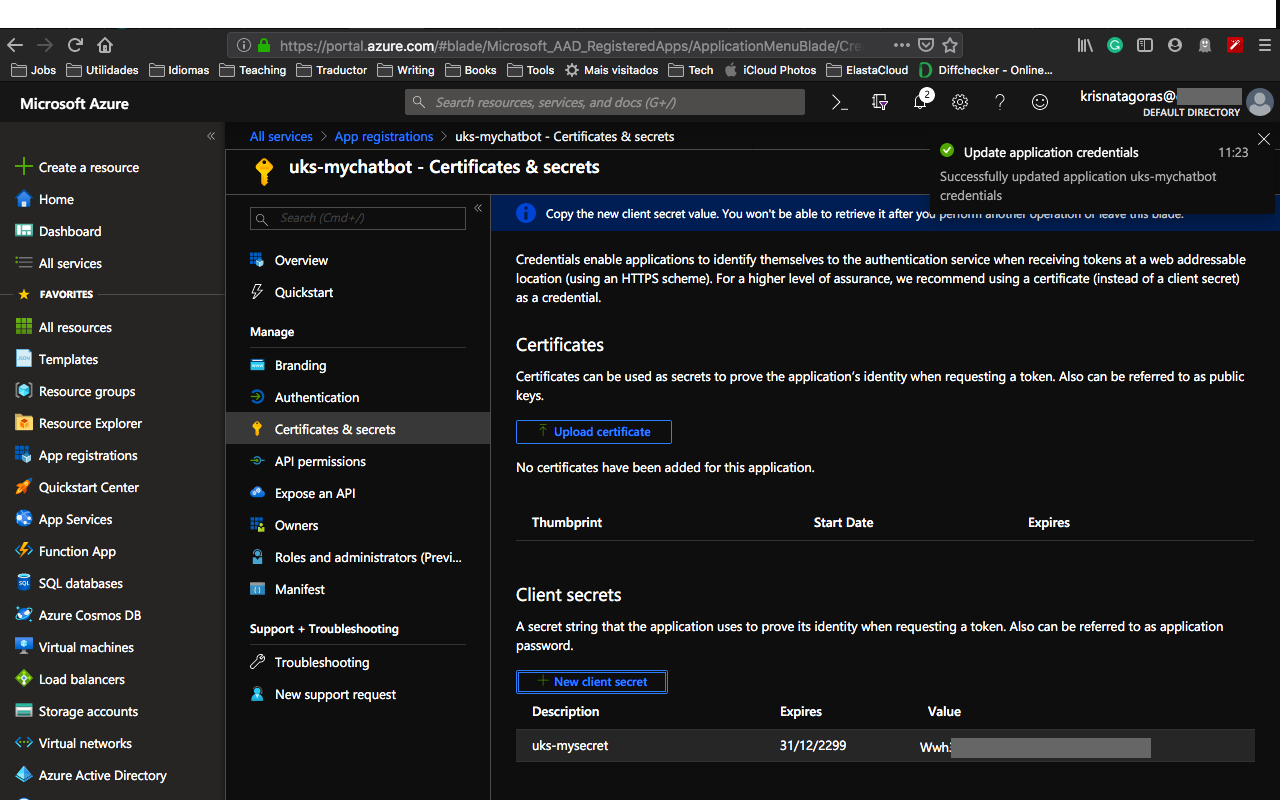 https://portal.azure.com/#blade/Microsoft_AAD_RegisteredApps/ApplicationMenuBlade/Cre
Jobs Utilidades Idiomas Teaching Traductor Writing Books Tools Mais visitados Tech iCloud Photos ElastaCloud Diffchecker - Online...
Microsoft Azure
Search resources, services, and docs (G+/)
2
krisnatagoras@
DEFAULT DIRECTORY
All services > App registrations > uks-mychatbot - Certificates & secrets
uks-mychatbot - Certificates & secrets
Update application credentials 11:23
Successfully updated application uks-mychatbot
credentials
Create a resource
Home
Dashboard
All services
FAVORITES
All resources
Templates
Resource groups
Resource Explorer
App registrations
Quickstart Center
App Services
Function App
SQL databases
Azure Cosmos DB
Virtual machines
Load balancers
Storage accounts
Virtual networks
Azure Active Directory
Search (Cmd+/)
Overview
Quickstart
Manage
Branding
Authentication
Certificates & secrets
API permissions
Expose an API
Owners
Roles and administrators (Previ...
Manifest
Support + Troubleshooting
Troubleshooting
New support request
Copy the new client secret value. You won't be able to retrieve it after you perform another operation or leave this blade.
Credentials enable applications to identify themselves to the authentication service when receiving tokens at a web addressable
location (using an HTTPS scheme). For a higher level of assurance, we recommend using a certificate (instead of a client secret)
as a credential.
Certificates
Certificates can be used as secrets to prove the application's identity when requesting a token. Also can be referred to as public
keys.
Upload certificate
No certificates have been added for this application.
Thumbprint Start Date Expires
Client secrets
A secret string that the application uses to prove its identity when requesting a token. Also can be referred to as application
password.
New client secret
Description Expires Value
uks-mysecret 31/12/2299 Wwh